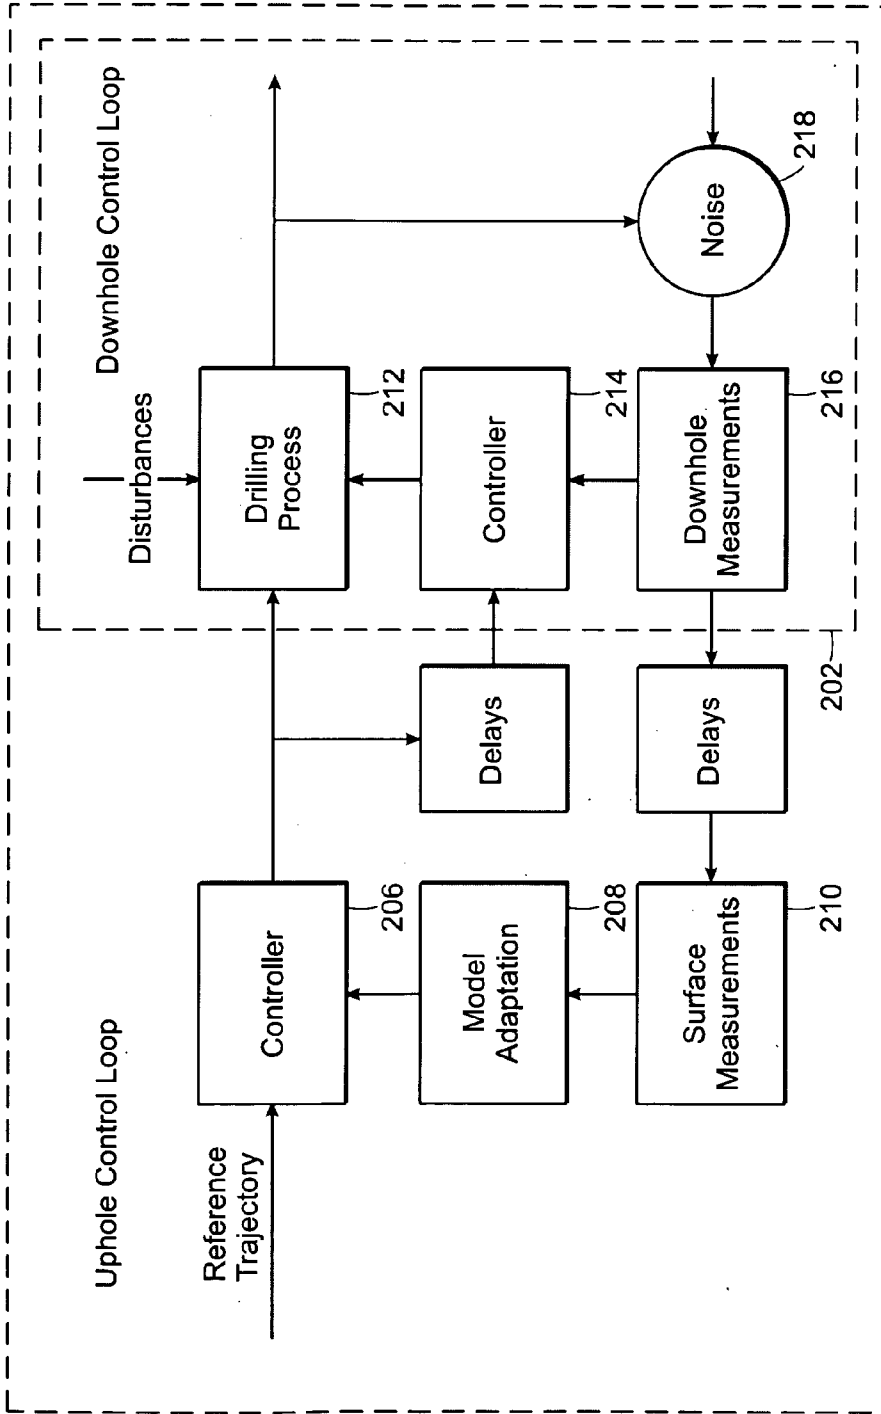 Uphole Control Loop
Downhole Control Loop
Disturbances
Reference
Trajectory
Controller
206
Drilling
Process
212
Model
Adaptation
208
Delays
Controller
214
Surface
Measurements
210
Delays
202
Downhole
Measurements
216
Noise
218